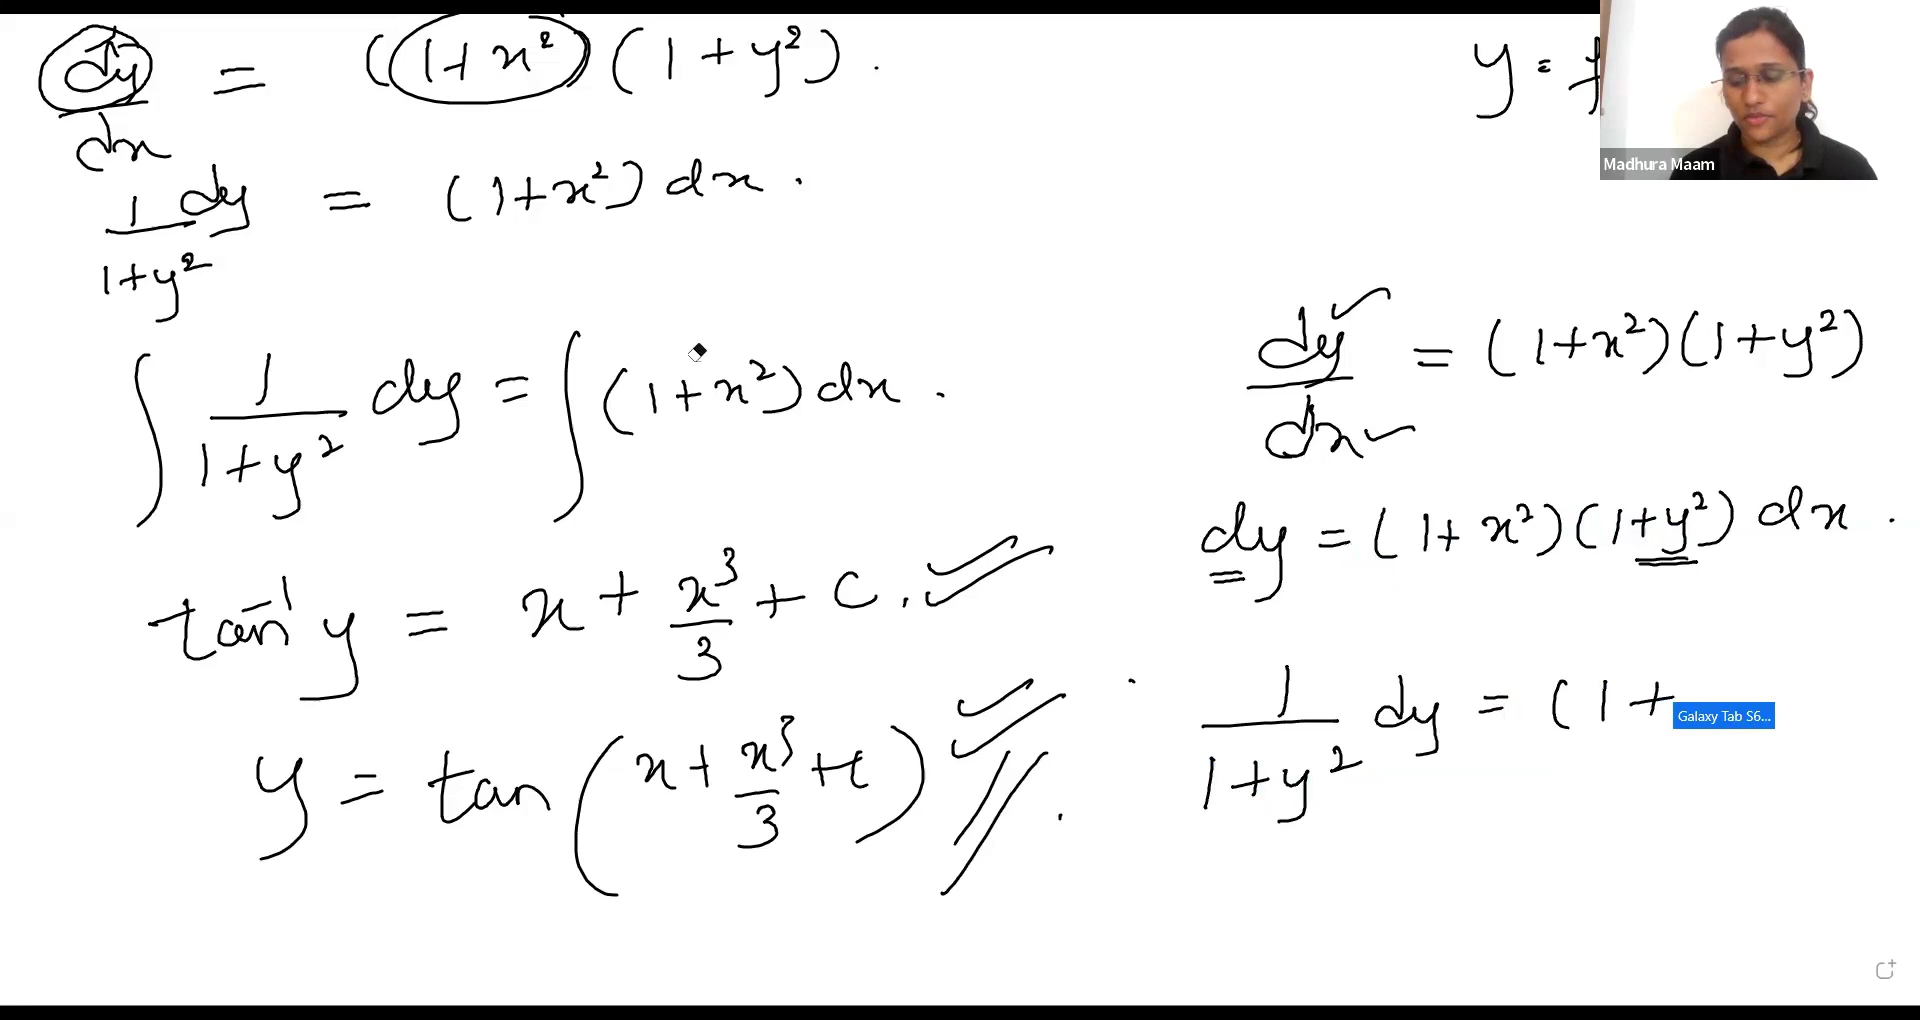 dy/dx = (1+x²)(1+y²).
1/1+y² dy = (1+x²) dx.
∫ 1/1+y² dy = ∫ (1+x²) dx.
tan⁻¹ y = x + x³/3 + C.
y = tan(x + x³/3 + c)
y =
Madhura Maam
dy/dx = (1+x²)(1+y²)
dy = (1+x²)(1+y²) dx.
1/1+y² dy = (1+
Galaxy Tab S6...